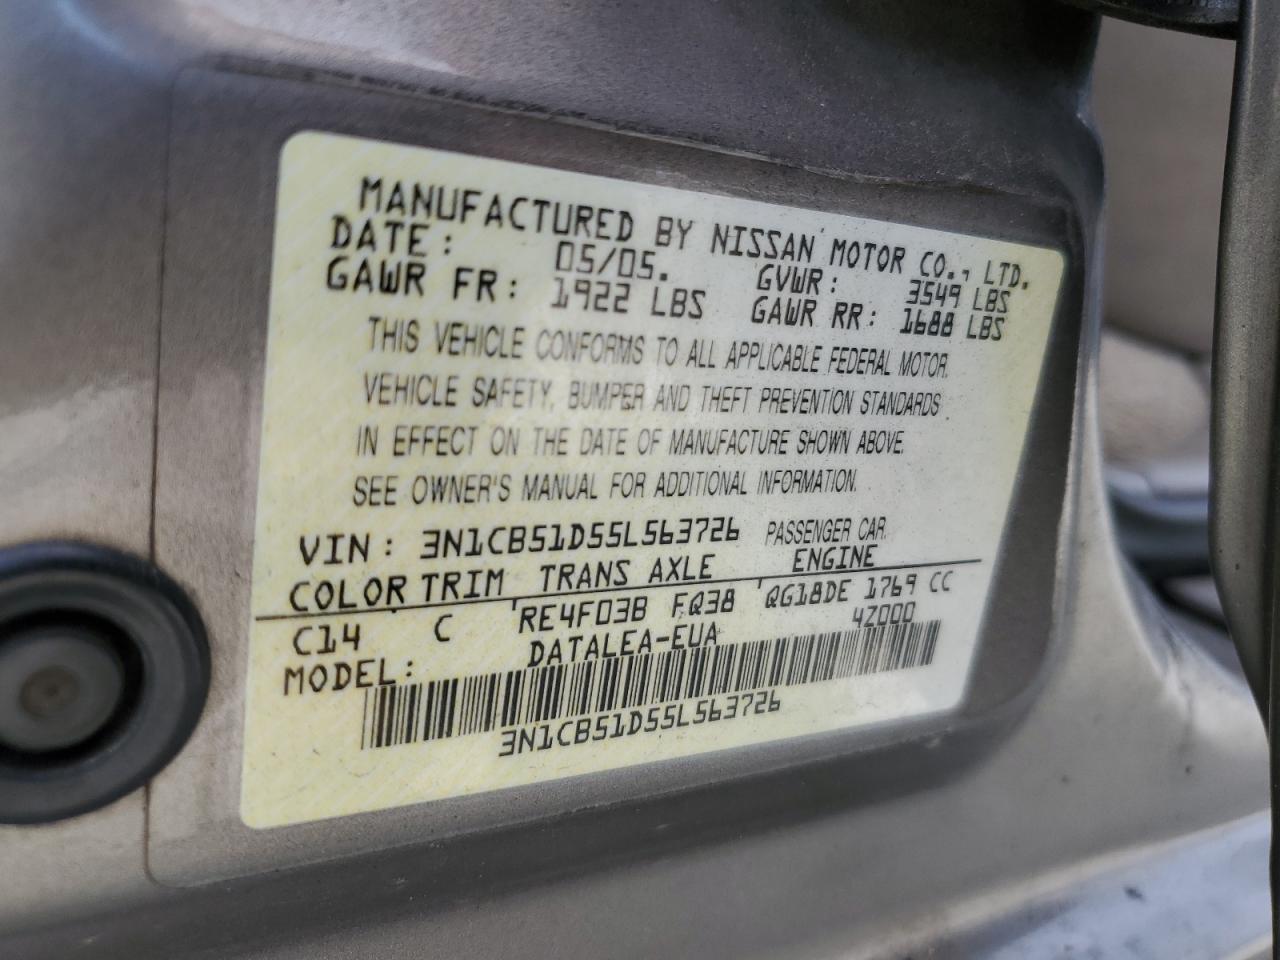 MANUFACTURED BY NISSAN MOTOR CO., LTD.
DATE: 05/05. GVWR: 3549 LBS
GAWR FR: 1922 LBS GAWR RR: 1688 LBS
THIS VEHICLE CONFORMS TO ALL APPLICABLE FEDERAL MOTOR
VEHICLE SAFETY, BUMPER AND THEFT PREVENTION STANDARDS
IN EFFECT ON THE DATE OF MANUFACTURE SHOWN ABOVE.
SEE OWNER'S MANUAL FOR ADDITIONAL INFORMATION.
VIN: 3N1CB51D55L563726 PASSENGER CAR
COLOR TRIM TRANS AXLE ENGINE
C14 C RE4F03B FQ38 QG18DE 1769 CC
MODEL: DATALEA-EUA 4Z000
3N1CB51D55L563726